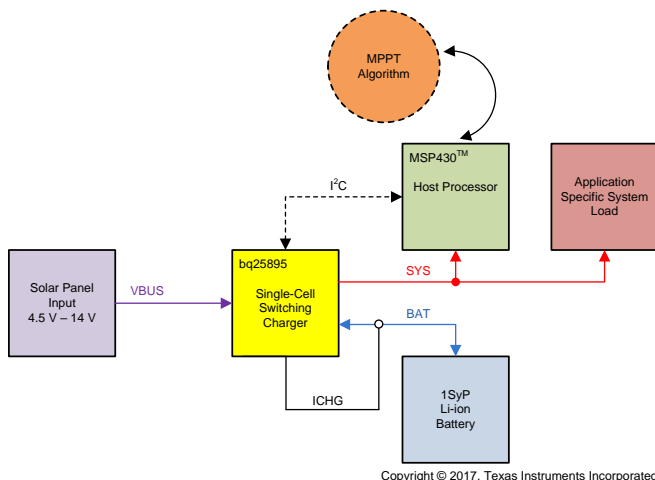 MPPT
Algorithm
MSP430™
Host Processor
Application
Specific System
Load
I²C
bq25895
Single-Cell
Switching
Charger
SYS
Solar Panel
Input
4.5 V – 14 V
VBUS
BAT
ICHG
1SyP
Li-ion
Battery
Copyright © 2017, Texas Instruments Incorporated